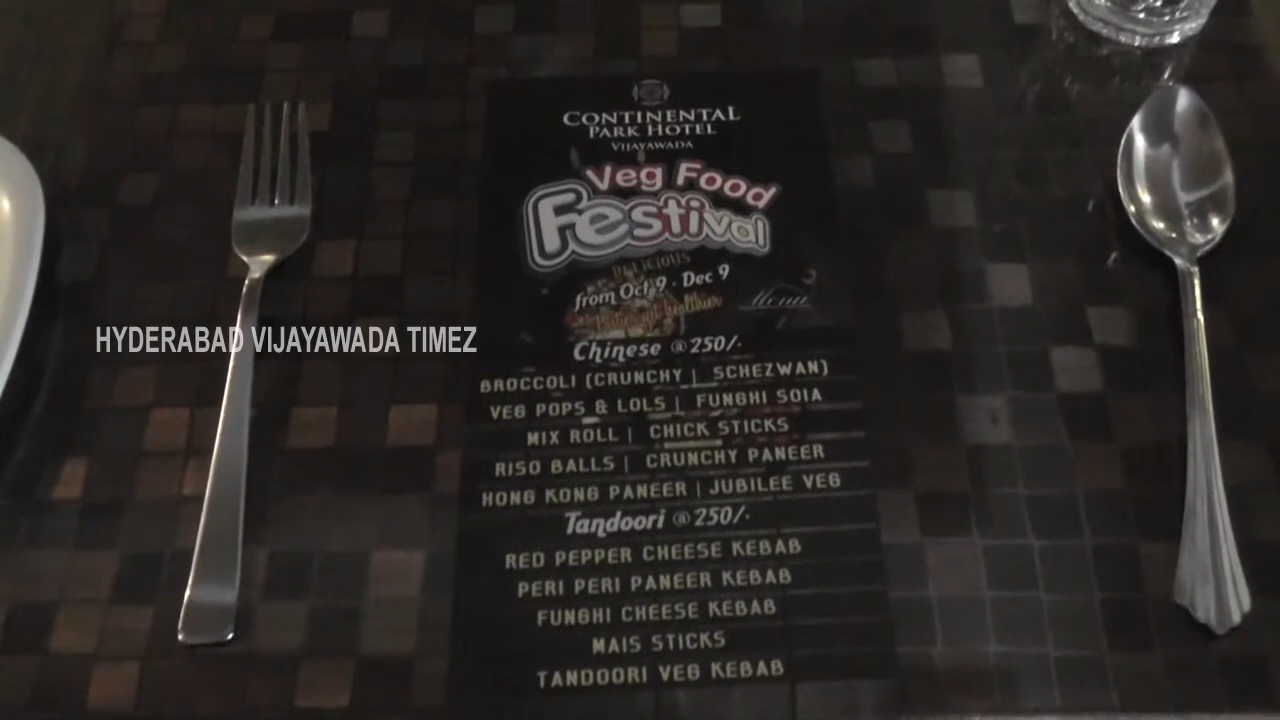 CONTINENTAL
PARK HOTEL
VIJAYAWADA
Veg Food
Festival
DELICIOUS
from Oct 9 - Dec 9
Menu
HYDERABAD VIJAYAWADA TIMEZ
Chinese @250/-
BROCCOLI (CRUNCHY | SCHEZWAN)
VEG POPS & LOLS | FUNGHI SOIA
MIX ROLL | CHICK STICKS
RISO BALLS | CRUNCHY PANEER
HONG KONG PANEER | JUBILEE VEG
Tandoori @250/-
RED PEPPER CHEESE KEBAB
PERI PERI PANEER KEBAB
FUNGHI CHEESE KEBAB
MAIS STICKS
TANDOORI VEG KEBAB